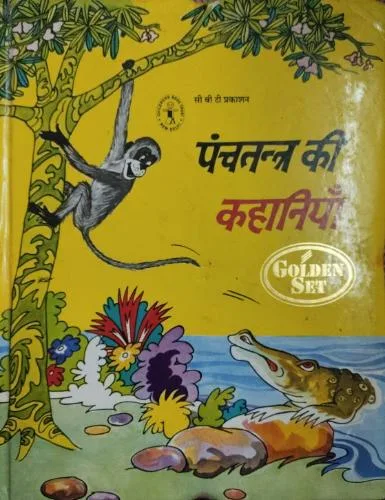 सी बी टी प्रकाशन
पंचतन्त्र की
कहानियाँ
GOLDEN
SET